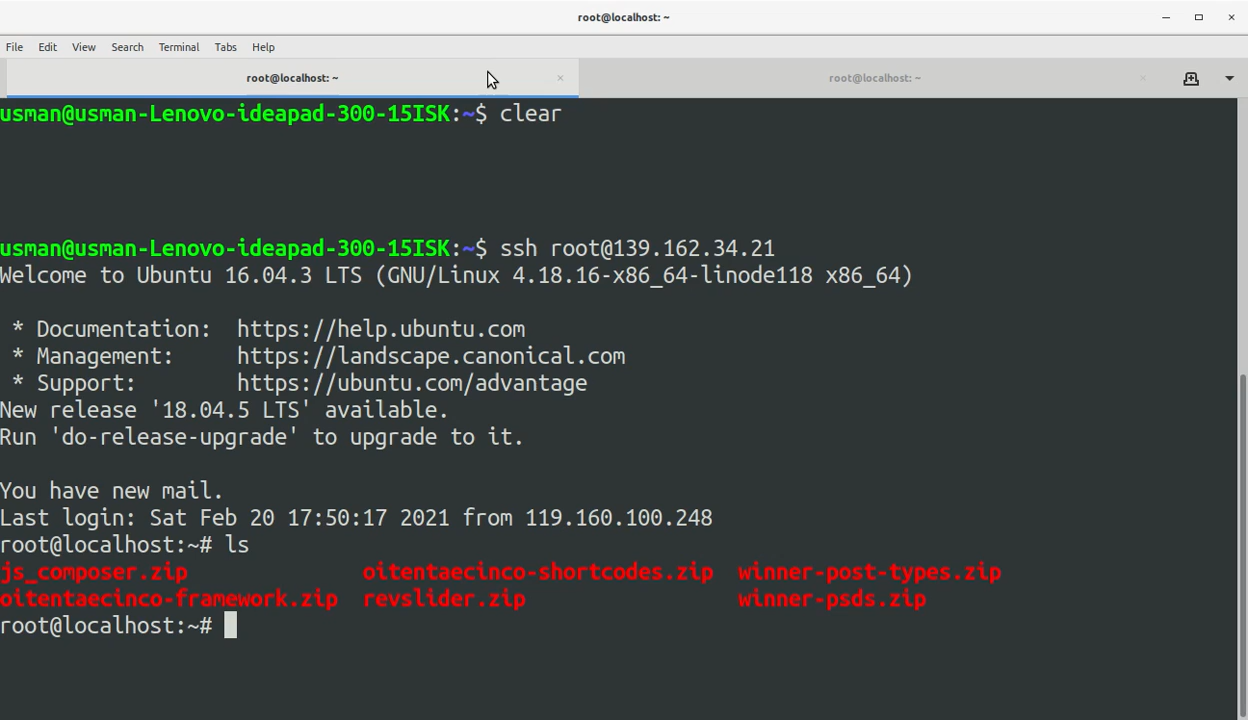 root@localhost: ~
File Edit View Search Terminal Tabs Help
root@localhost: ~ root@localhost: ~
usman@usman-Lenovo-ideapad-300-15ISK:~$ clear
usman@usman-Lenovo-ideapad-300-15ISK:~$ ssh root@139.162.34.21
Welcome to Ubuntu 16.04.3 LTS (GNU/Linux 4.18.16-x86_64-linode118 x86_64)
* Documentation:  https://help.ubuntu.com
* Management:     https://landscape.canonical.com
* Support:        https://ubuntu.com/advantage
New release '18.04.5 LTS' available.
Run 'do-release-upgrade' to upgrade to it.
You have new mail.
Last login: Sat Feb 20 17:50:17 2021 from 119.160.100.248
root@localhost:~# ls
js_composer.zip oitentaecinco-shortcodes.zip winner-post-types.zip
oitentaecinco-framework.zip revslider.zip winner-psds.zip
root@localhost:~#